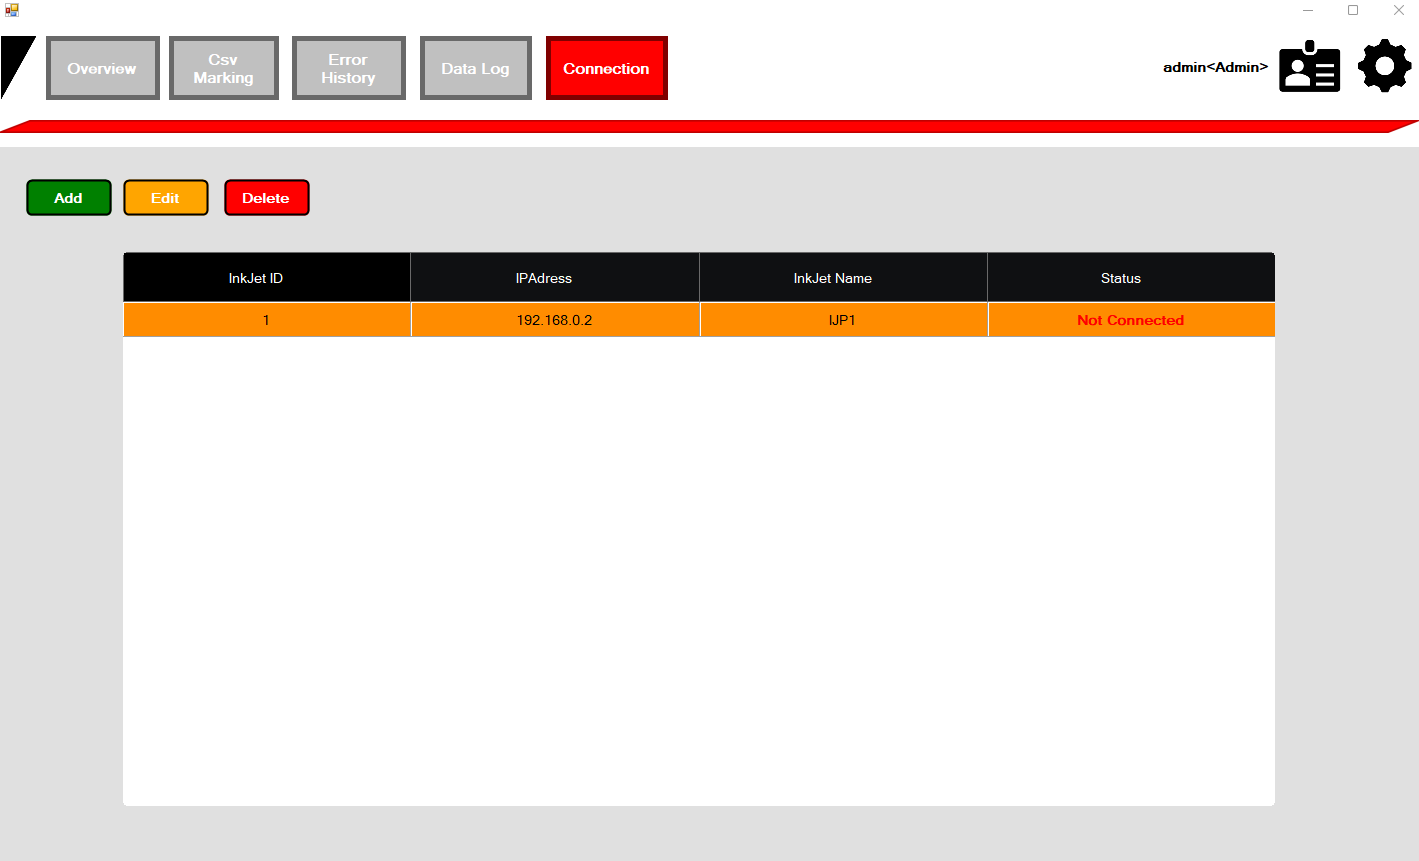 Overview
Csv
Marking
Error
History
Data Log
Connection
admin<Admin>
Add
Edit
Delete
InkJet ID
IPAdress
InkJet Name
Status
1
192.168.0.2
IJP1
Not Connected